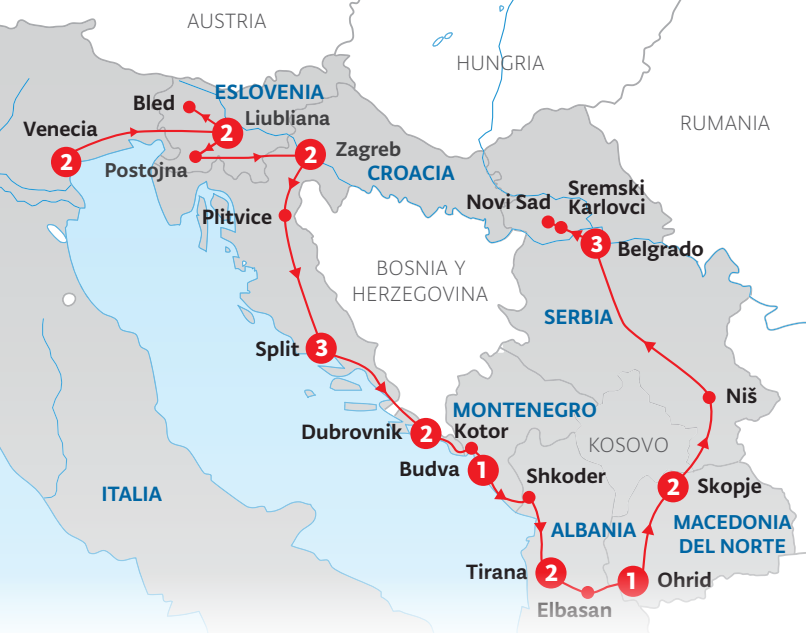 AUSTRIA
HUNGRIA
RUMANIA
ESLOVENIA
Bled
Liubliana
2
Venecia
2
Postojna
2
Zagreb
CROACIA
Plitvice
Novi Sad
Sremski
Karlovci
3
Belgrado
BOSNIA Y
HERZEGOVINA
SERBIA
Split
3
Niš
MONTENEGRO
Dubrovnik
2
Kotor
KOSOVO
Budva
1
Shkoder
2
Skopje
ITALIA
ALBANIA
MACEDONIA
DEL NORTE
Tirana
2
1
Ohrid
Elbasan